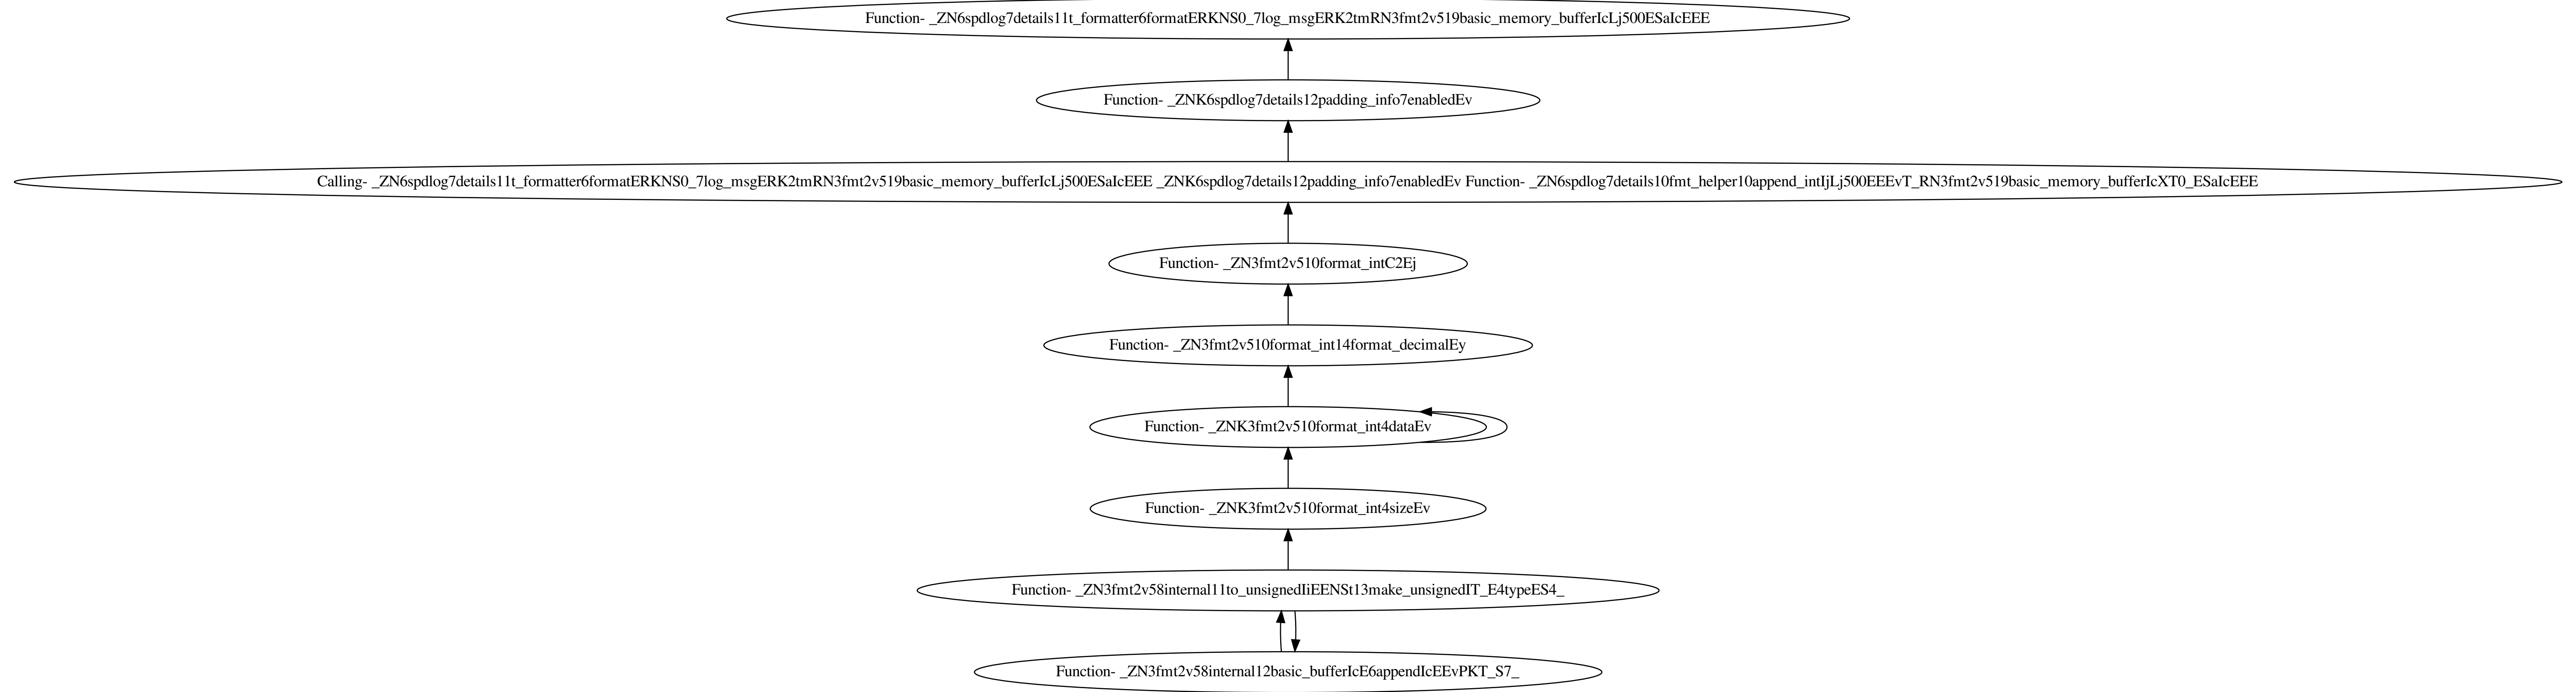 Function- _ZN6spdlog7details11t_formatter6formatERKNS0_7log_msgERK2tmRN3fmt2v519basic_memory_bufferIcLj500ESaIcEEE
Function- _ZNK6spdlog7details12padding_info7enabledEv
Calling- _ZN6spdlog7details11t_formatter6formatERKNS0_7log_msgERK2tmRN3fmt2v519basic_memory_bufferIcLj500ESaIcEEE _ZNK6spdlog7details12padding_info7enabledEv Function- _ZN6spdlog7details10fmt_helper10append_intIjLj500EEEvT_RN3fmt2v519basic_memory_bufferIcXT0_ESaIcEEE
Function- _ZN3fmt2v510format_intC2Ej
Function- _ZN3fmt2v510format_int14format_decimalEy
Function- _ZNK3fmt2v510format_int4dataEv
Function- _ZNK3fmt2v510format_int4sizeEv
Function- _ZN3fmt2v58internal11to_unsignedIiEENSt13make_unsignedIT_E4typeES4_
Function- _ZN3fmt2v58internal12basic_bufferIcE6appendIcEEvPKT_S7_